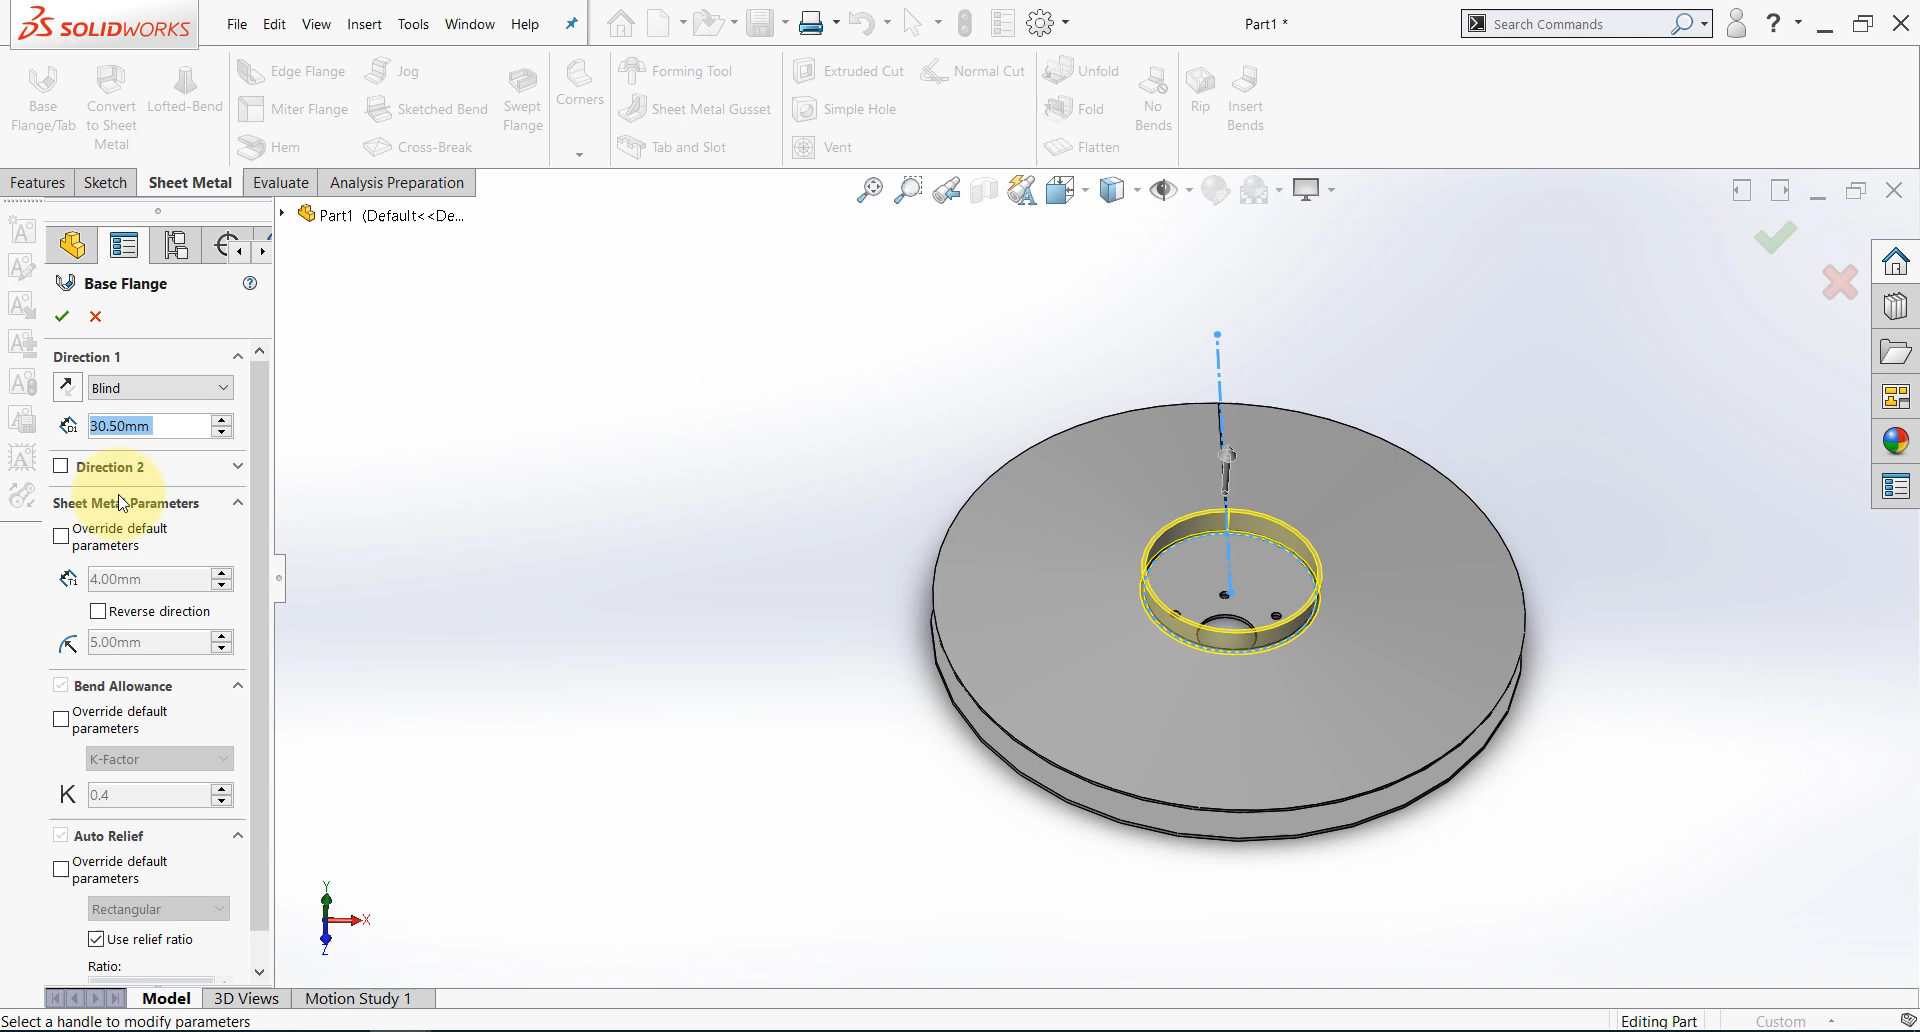 SOLIDWORKS
File Edit View Insert Tools Window Help
Part1 *
Search Commands
?
Base Flange/Tab
Convert to Sheet Metal
Lofted-Bend
Edge Flange
Miter Flange
Hem
Jog
Sketched Bend
Cross-Break
Swept Flange
Corners
Forming Tool
Sheet Metal Gusset
Tab and Slot
Extruded Cut
Simple Hole
Vent
Normal Cut
Unfold
Fold
Flatten
No Bends
Rip
Insert Bends
Features Sketch Sheet Metal Evaluate Analysis Preparation
Part1 (Default<<De...
Base Flange
?
Direction 1
Blind
D1
30.50mm
Direction 2
Sheet Metal Parameters
Override default parameters
T1
4.00mm
Reverse direction
5.00mm
Bend Allowance
Override default parameters
K-Factor
K
0.4
Auto Relief
Override default parameters
Rectangular
Use relief ratio
Ratio:
Y
X
Z
Model 3D Views Motion Study 1
Select a handle to modify parameters
Editing Part
Custom